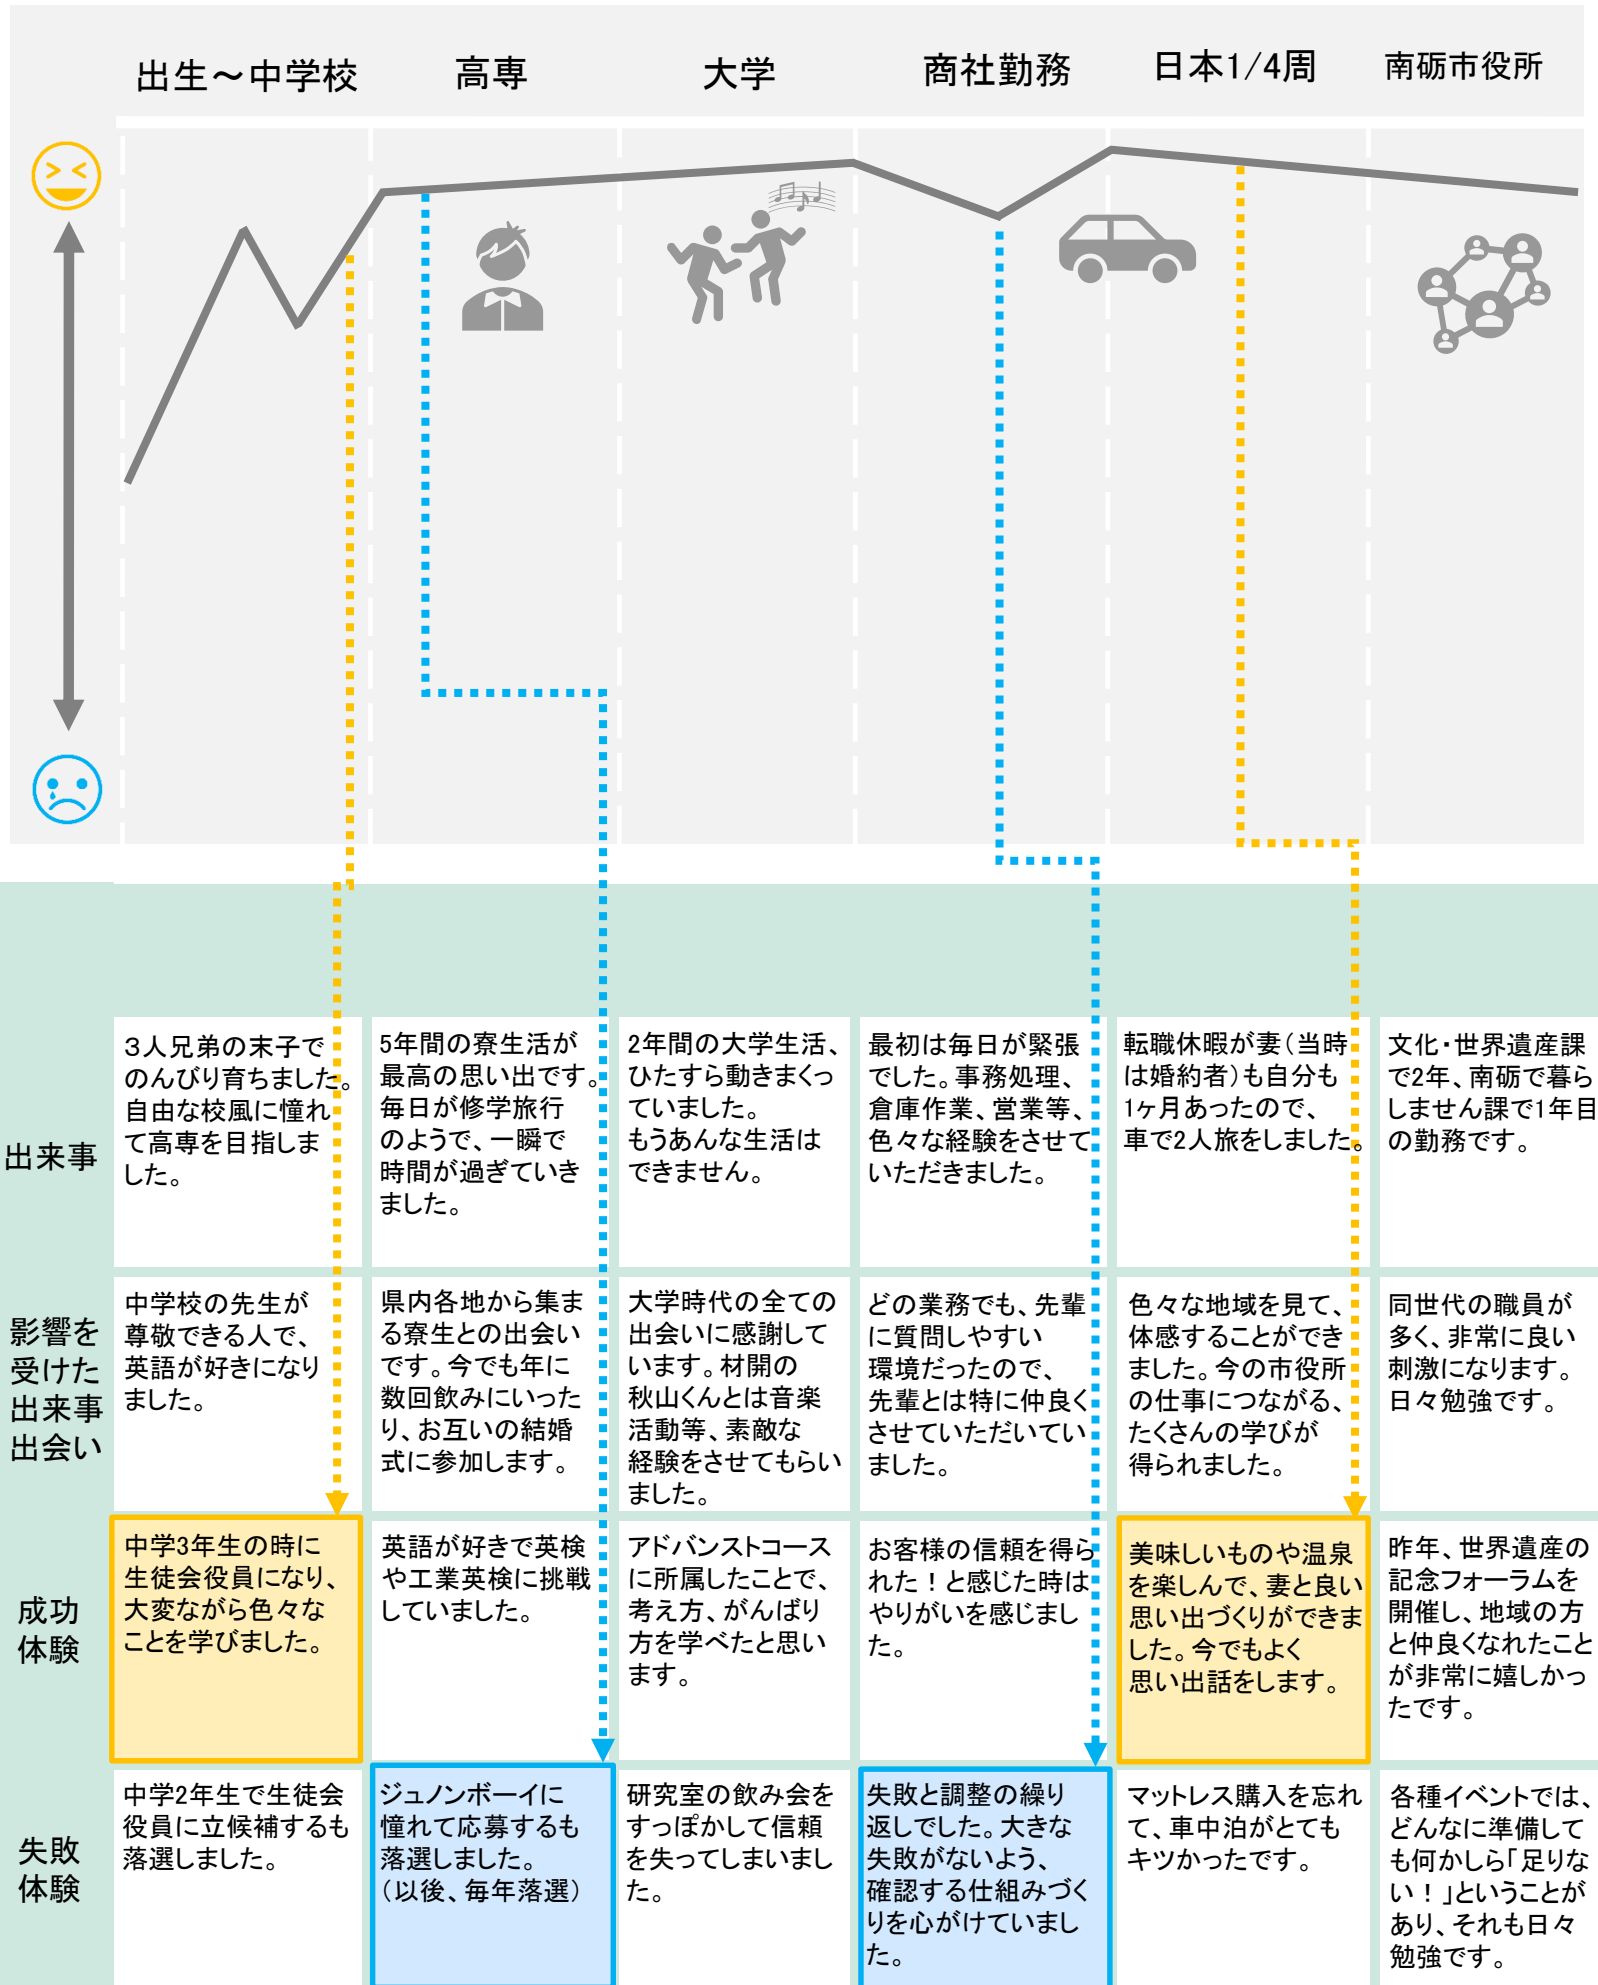 出生～中学校
高専
大学
商社勤務
日本1/4周
南砺市役所
出来事
３人兄弟の末子で
のんびり育ちました。
自由な校風に憧れ
て高専を目指しま
した。
5年間の寮生活が
最高の思い出です。
毎日が修学旅行
のようで、一瞬で
時間が過ぎていき
ました。
2年間の大学生活、
ひたすら動きまくっ
ていました。
もうあんな生活は
できません。
最初は毎日が緊張
でした。事務処理、
倉庫作業、営業等、
色々な経験をさせて
いただきました。
転職休暇が妻（当時
は婚約者）も自分も
1ヶ月あったので、
車で2人旅をしました。
文化・世界遺産課
で2年、南砺で暮ら
しません課で1年目
の勤務です。
影響を
受けた
出来事
出会い
中学校の先生が
尊敬できる人で、
英語が好きになり
ました。
県内各地から集ま
る寮生との出会い
です。今でも年に
数回飲みにいった
り、お互いの結婚
式に参加します。
大学時代の全ての
出会いに感謝して
います。材開の
秋山くんとは音楽
活動等、素敵な
経験をさせてもらい
ました。
どの業務でも、先輩
に質問しやすい
環境だったので、
先輩とは特に仲良く
させていただいてい
ました。
色々な地域を見て、
体感することができ
ました。今の市役所
の仕事につながる、
たくさんの学びが
得られました。
同世代の職員が
多く、非常に良い
刺激になります。
日々勉強です。
成功
体験
中学3年生の時に
生徒会役員になり、
大変ながら色々な
ことを学びました。
英語が好きで英検
や工業英検に挑戦
していました。
アドバンストコース
に所属したことで、
考え方、がんばり
方を学べたと思い
ます。
お客様の信頼を得ら
れた！と感じた時は
やりがいを感じまし
た。
美味しいものや温泉
を楽しんで、妻と良い
思い出づくりができま
した。今でもよく
思い出話をします。
昨年、世界遺産の
記念フォーラムを
開催し、地域の方
と仲良くなれたこと
が非常に嬉しかっ
たです。
失敗
体験
中学2年生で生徒会
役員に立候補するも
落選しました。
ジュノンボーイに
憧れて応募するも
落選しました。
（以後、毎年落選）
研究室の飲み会を
すっぽかして信頼
を失ってしまいまし
た。
失敗と調整の繰り
返しでした。大きな
失敗がないよう、
確認する仕組みづく
りを心がけていまし
た。
マットレス購入を忘れ
て、車中泊がとても
キツかったです。
各種イベントでは、
どんなに準備して
も何かしら「足りな
い！」ということが
あり、それも日々
勉強です。